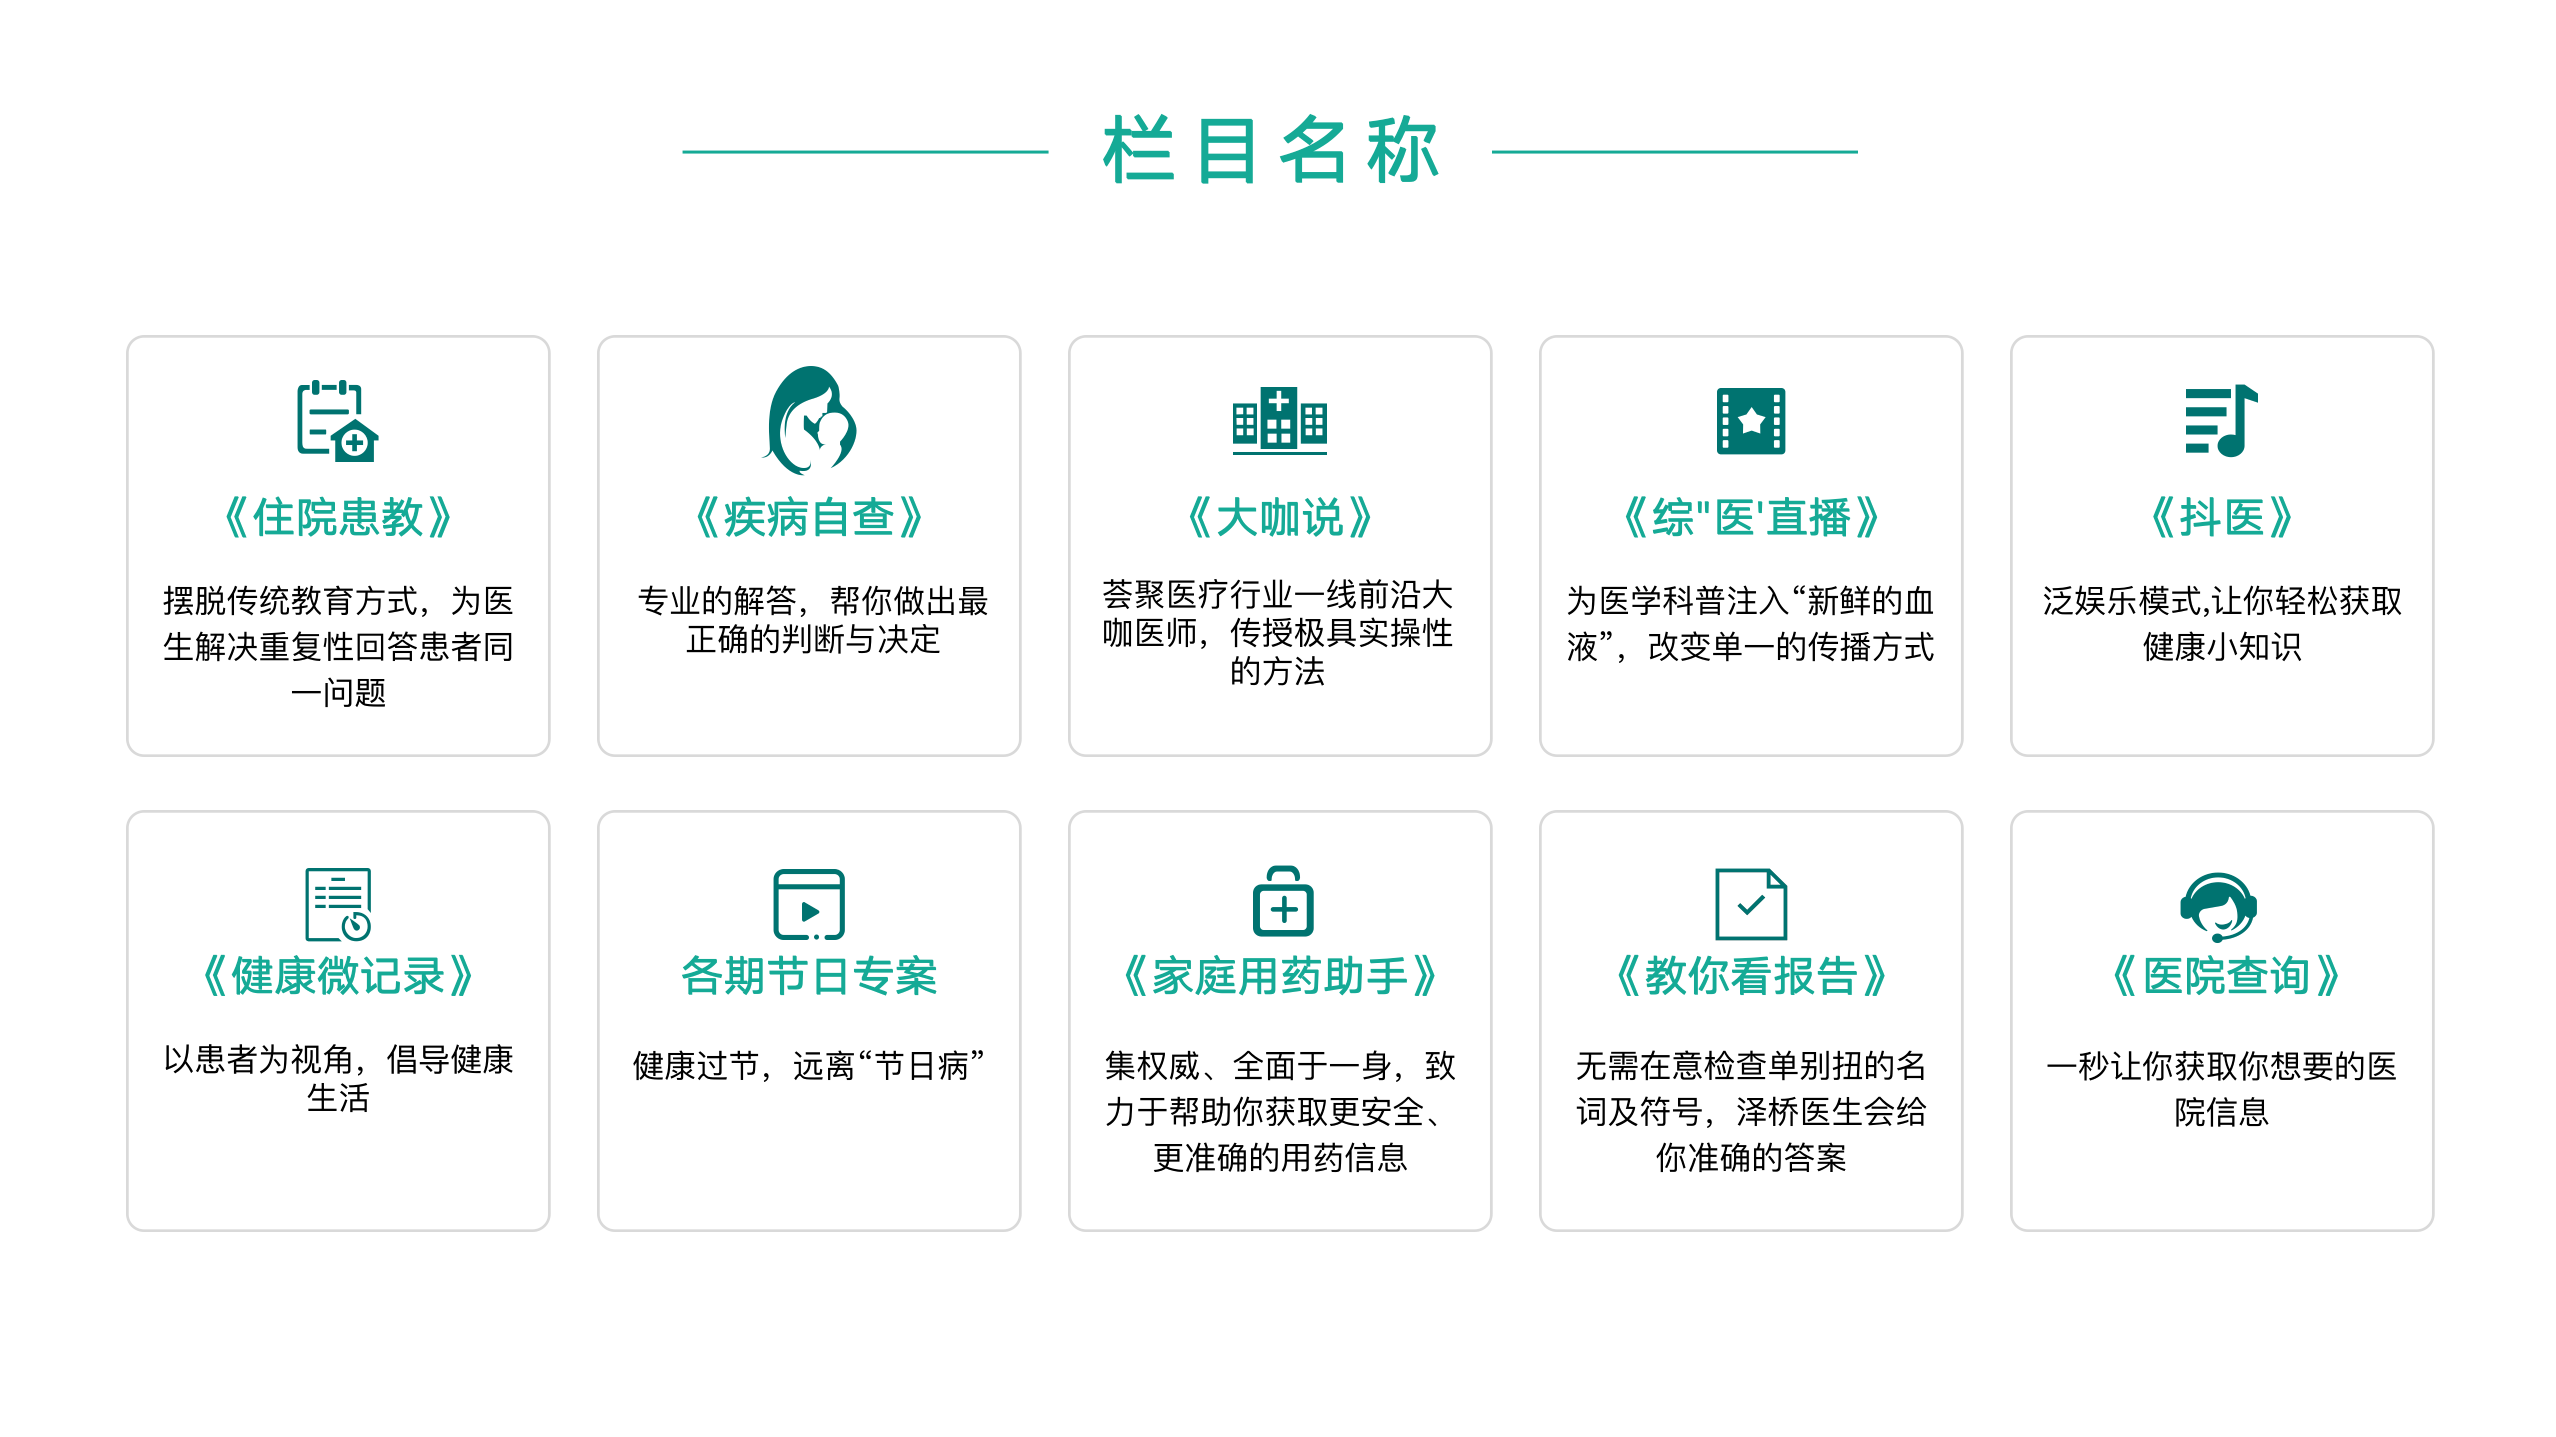 栏目名称
《住院患教》
摆脱传统教育方式，为医
生解决重复性回答患者同
一问题
《疾病自查》
专业的解答，帮你做出最
正确的判断与决定
《大咖说》
荟聚医疗行业一线前沿大
咖医师，传授极具实操性
的方法
《综"医'直播》
为医学科普注入“新鲜的血
液”，改变单一的传播方式
《抖医》
泛娱乐模式,让你轻松获取
健康小知识
《健康微记录》
以患者为视角，倡导健康
生活
各期节日专案
健康过节，远离“节日病”
《家庭用药助手》
集权威、全面于一身，致
力于帮助你获取更安全、
更准确的用药信息
《教你看报告》
无需在意检查单别扭的名
词及符号，泽桥医生会给
你准确的答案
《医院查询》
一秒让你获取你想要的医
院信息